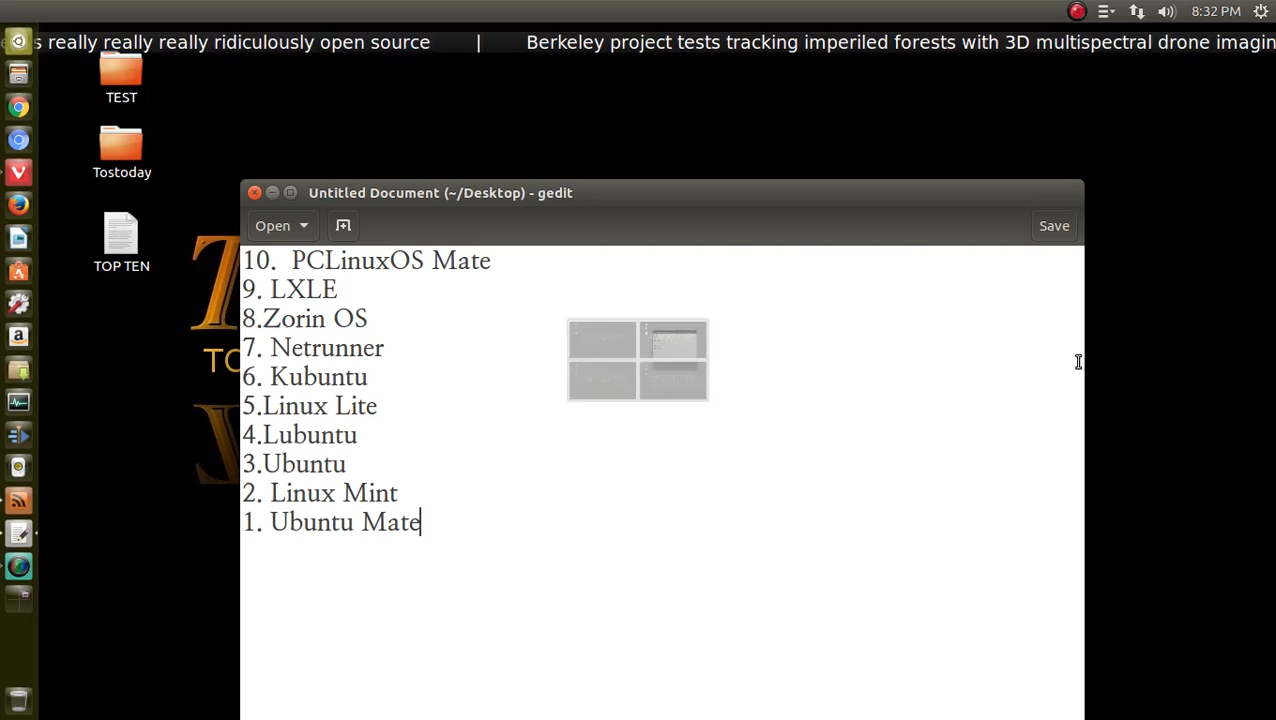 8:32 PM
s really really really ridiculously open source | Berkeley project tests tracking imperiled forests with 3D multispectral drone imagin
TEST
Tostoday
TOP TEN
Untitled Document (~/Desktop) - gedit
Open
Save
10.  PCLinuxOS Mate
9. LXLE
8.Zorin OS
7. Netrunner
6. Kubuntu
5.Linux Lite
4.Lubuntu
3.Ubuntu
2. Linux Mint
1. Ubuntu Mate